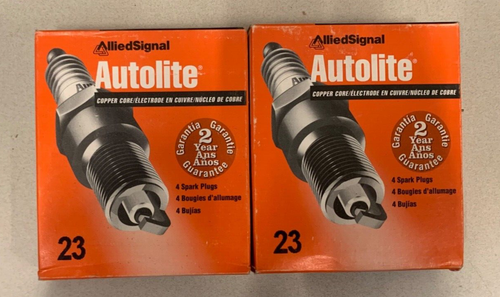 AlliedSignal
Autolite®
COPPER CORE/ÉLECTRODE EN CUIVRE/NÚCLEO DE COBRE
Garantía Garantie
2
Year
Ans
Años
Guarantee
4 Spark Plugs
4 Bougies d'allumage
4 Bujías
23
AlliedSignal
Autolite®
COPPER CORE/ÉLECTRODE EN CUIVRE/NÚCLEO DE COBRE
Garantía Garantie
2
Year
Ans
Años
Guarantee
4 Spark Plugs
4 Bougies d'allumage
4 Bujías
23